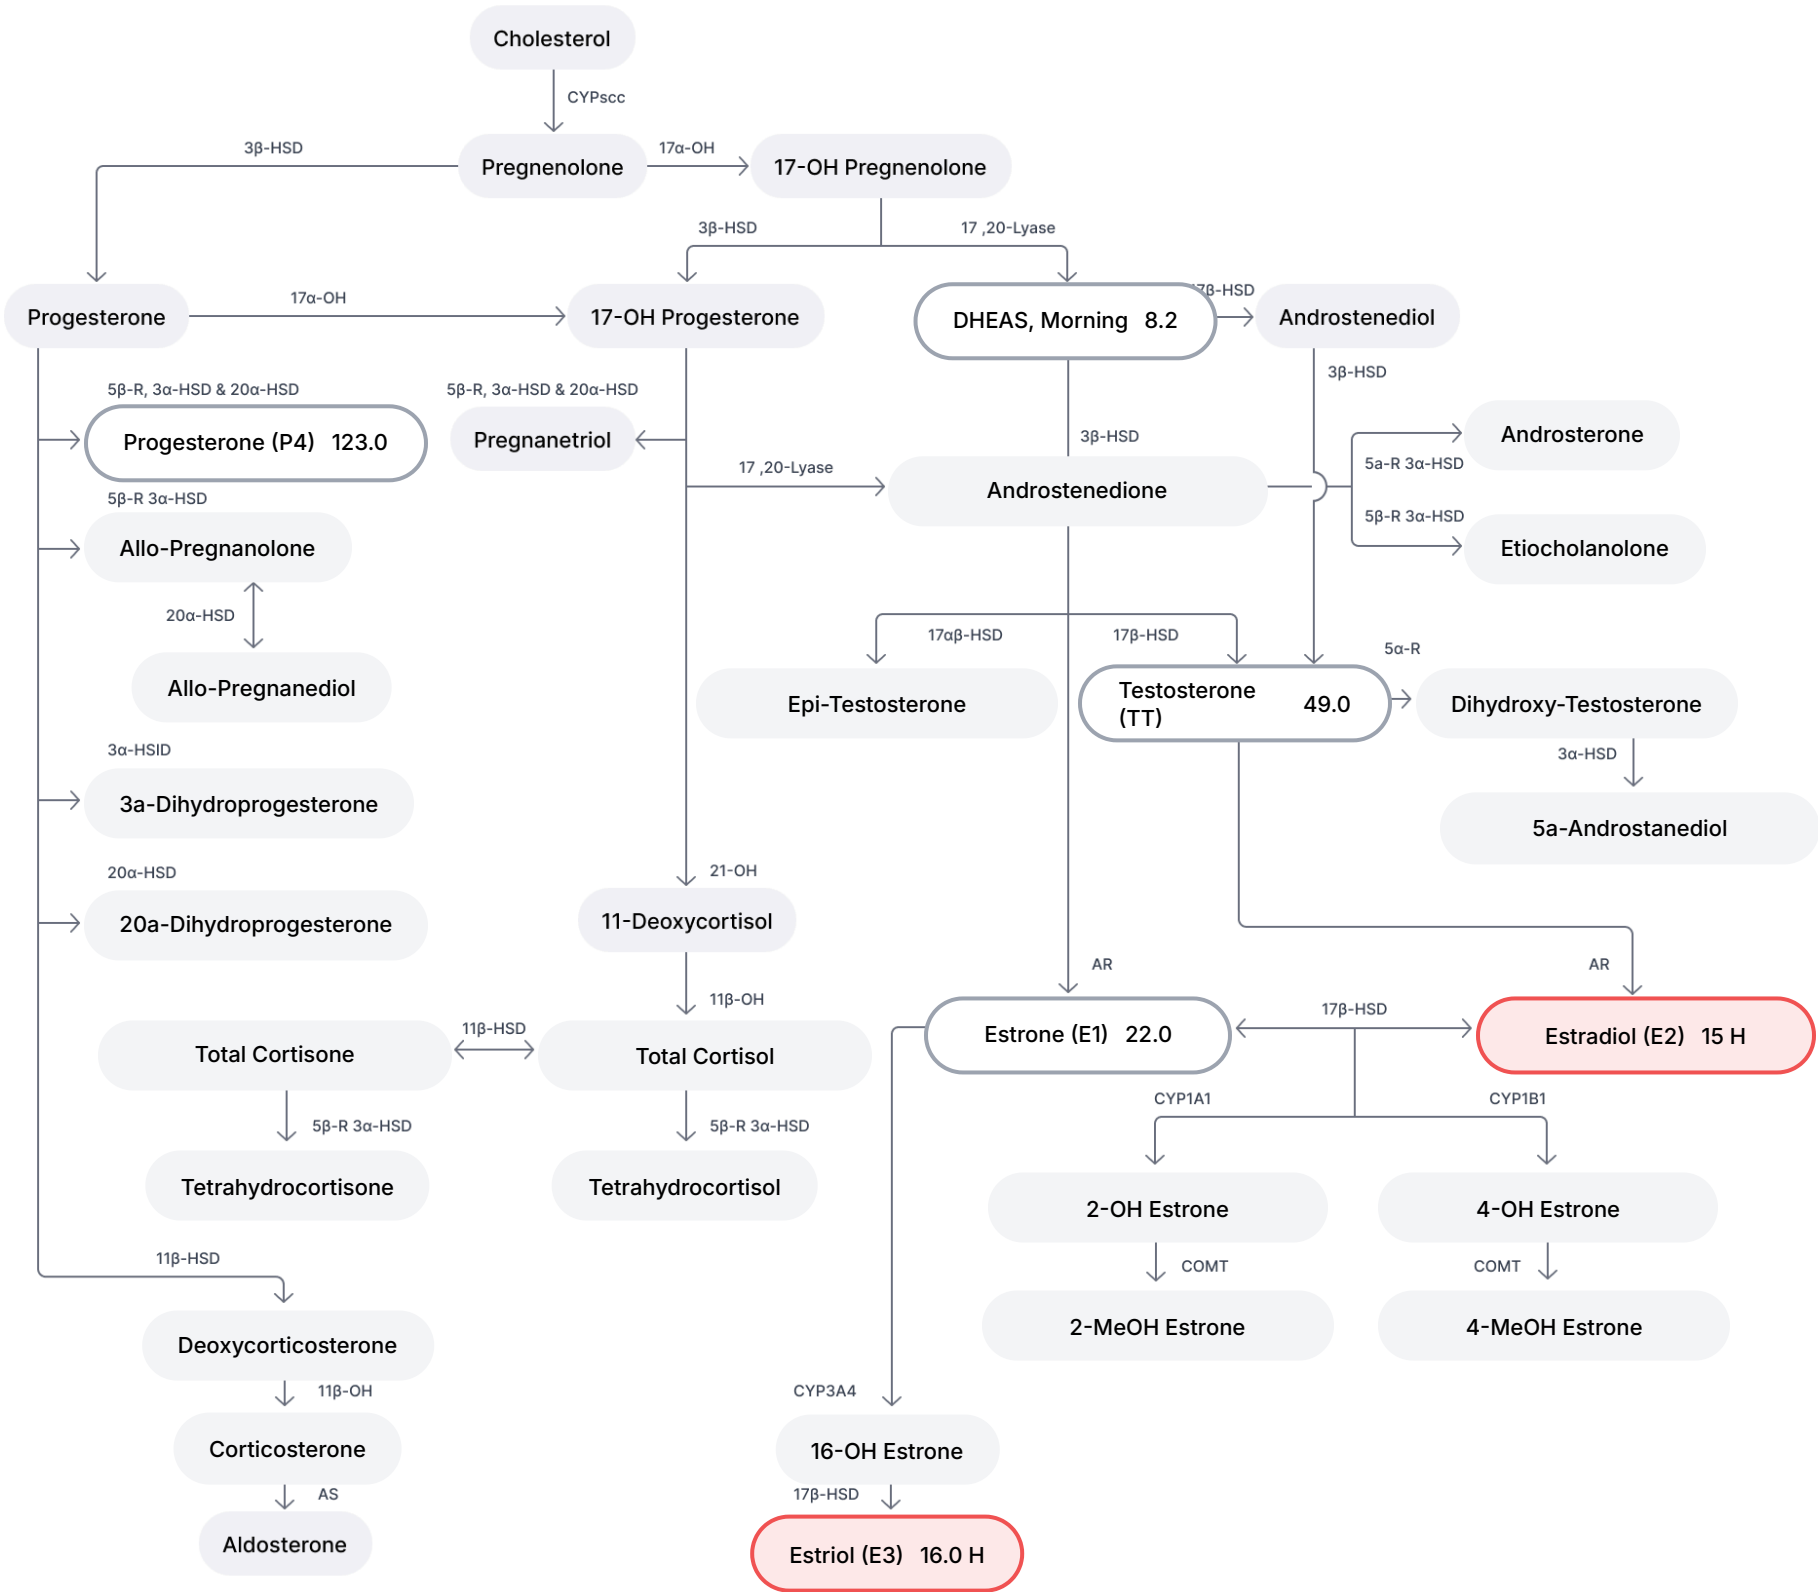 Cholesterol
CYPscc
3β-HSD
Pregnenolone
17α-OH
17-OH Pregnenolone
3β-HSD
17 ,20-Lyase
Progesterone
17α-OH
17-OH Progesterone
DHEAS, Morning 8.2
17β-HSD
Androstenediol
5β-R, 3α-HSD & 20α-HSD
Progesterone (P4) 123.0
5β-R, 3α-HSD & 20α-HSD
Pregnanetriol
3β-HSD
3β-HSD
17 ,20-Lyase
Androstenedione
Androsterone
5a-R 3α-HSD
5β-R 3α-HSD
Etiocholanolone
5β-R 3α-HSD
Allo-Pregnanolone
20α-HSD
Allo-Pregnanediol
17αβ-HSD
17β-HSD
Epi-Testosterone
Testosterone
(TT)
49.0
5α-R
Dihydroxy-Testosterone
3α-HSD
5a-Androstanediol
3α-HSID
3a-Dihydroprogesterone
20α-HSD
20a-Dihydroprogesterone
21-OH
11-Deoxycortisol
11β-OH
AR
AR
Total Cortisone
11β-HSD
Total Cortisol
Estrone (E1) 22.0
17β-HSD
Estradiol (E2) 15 H
5β-R 3α-HSD
5β-R 3α-HSD
Tetrahydrocortisone
Tetrahydrocortisol
CYP1A1
CYP1B1
2-OH Estrone
4-OH Estrone
COMT
COMT
2-MeOH Estrone
4-MeOH Estrone
11β-HSD
Deoxycorticosterone
11β-OH
Corticosterone
AS
Aldosterone
CYP3A4
16-OH Estrone
17β-HSD
Estriol (E3) 16.0 H